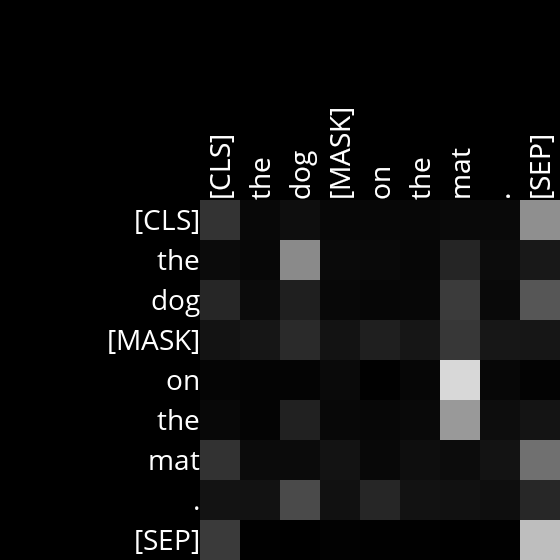 [CLS] the dog [MASK] on the mat . [SEP]
[CLS]
the
dog
[MASK]
on
the
mat
.
[SEP]